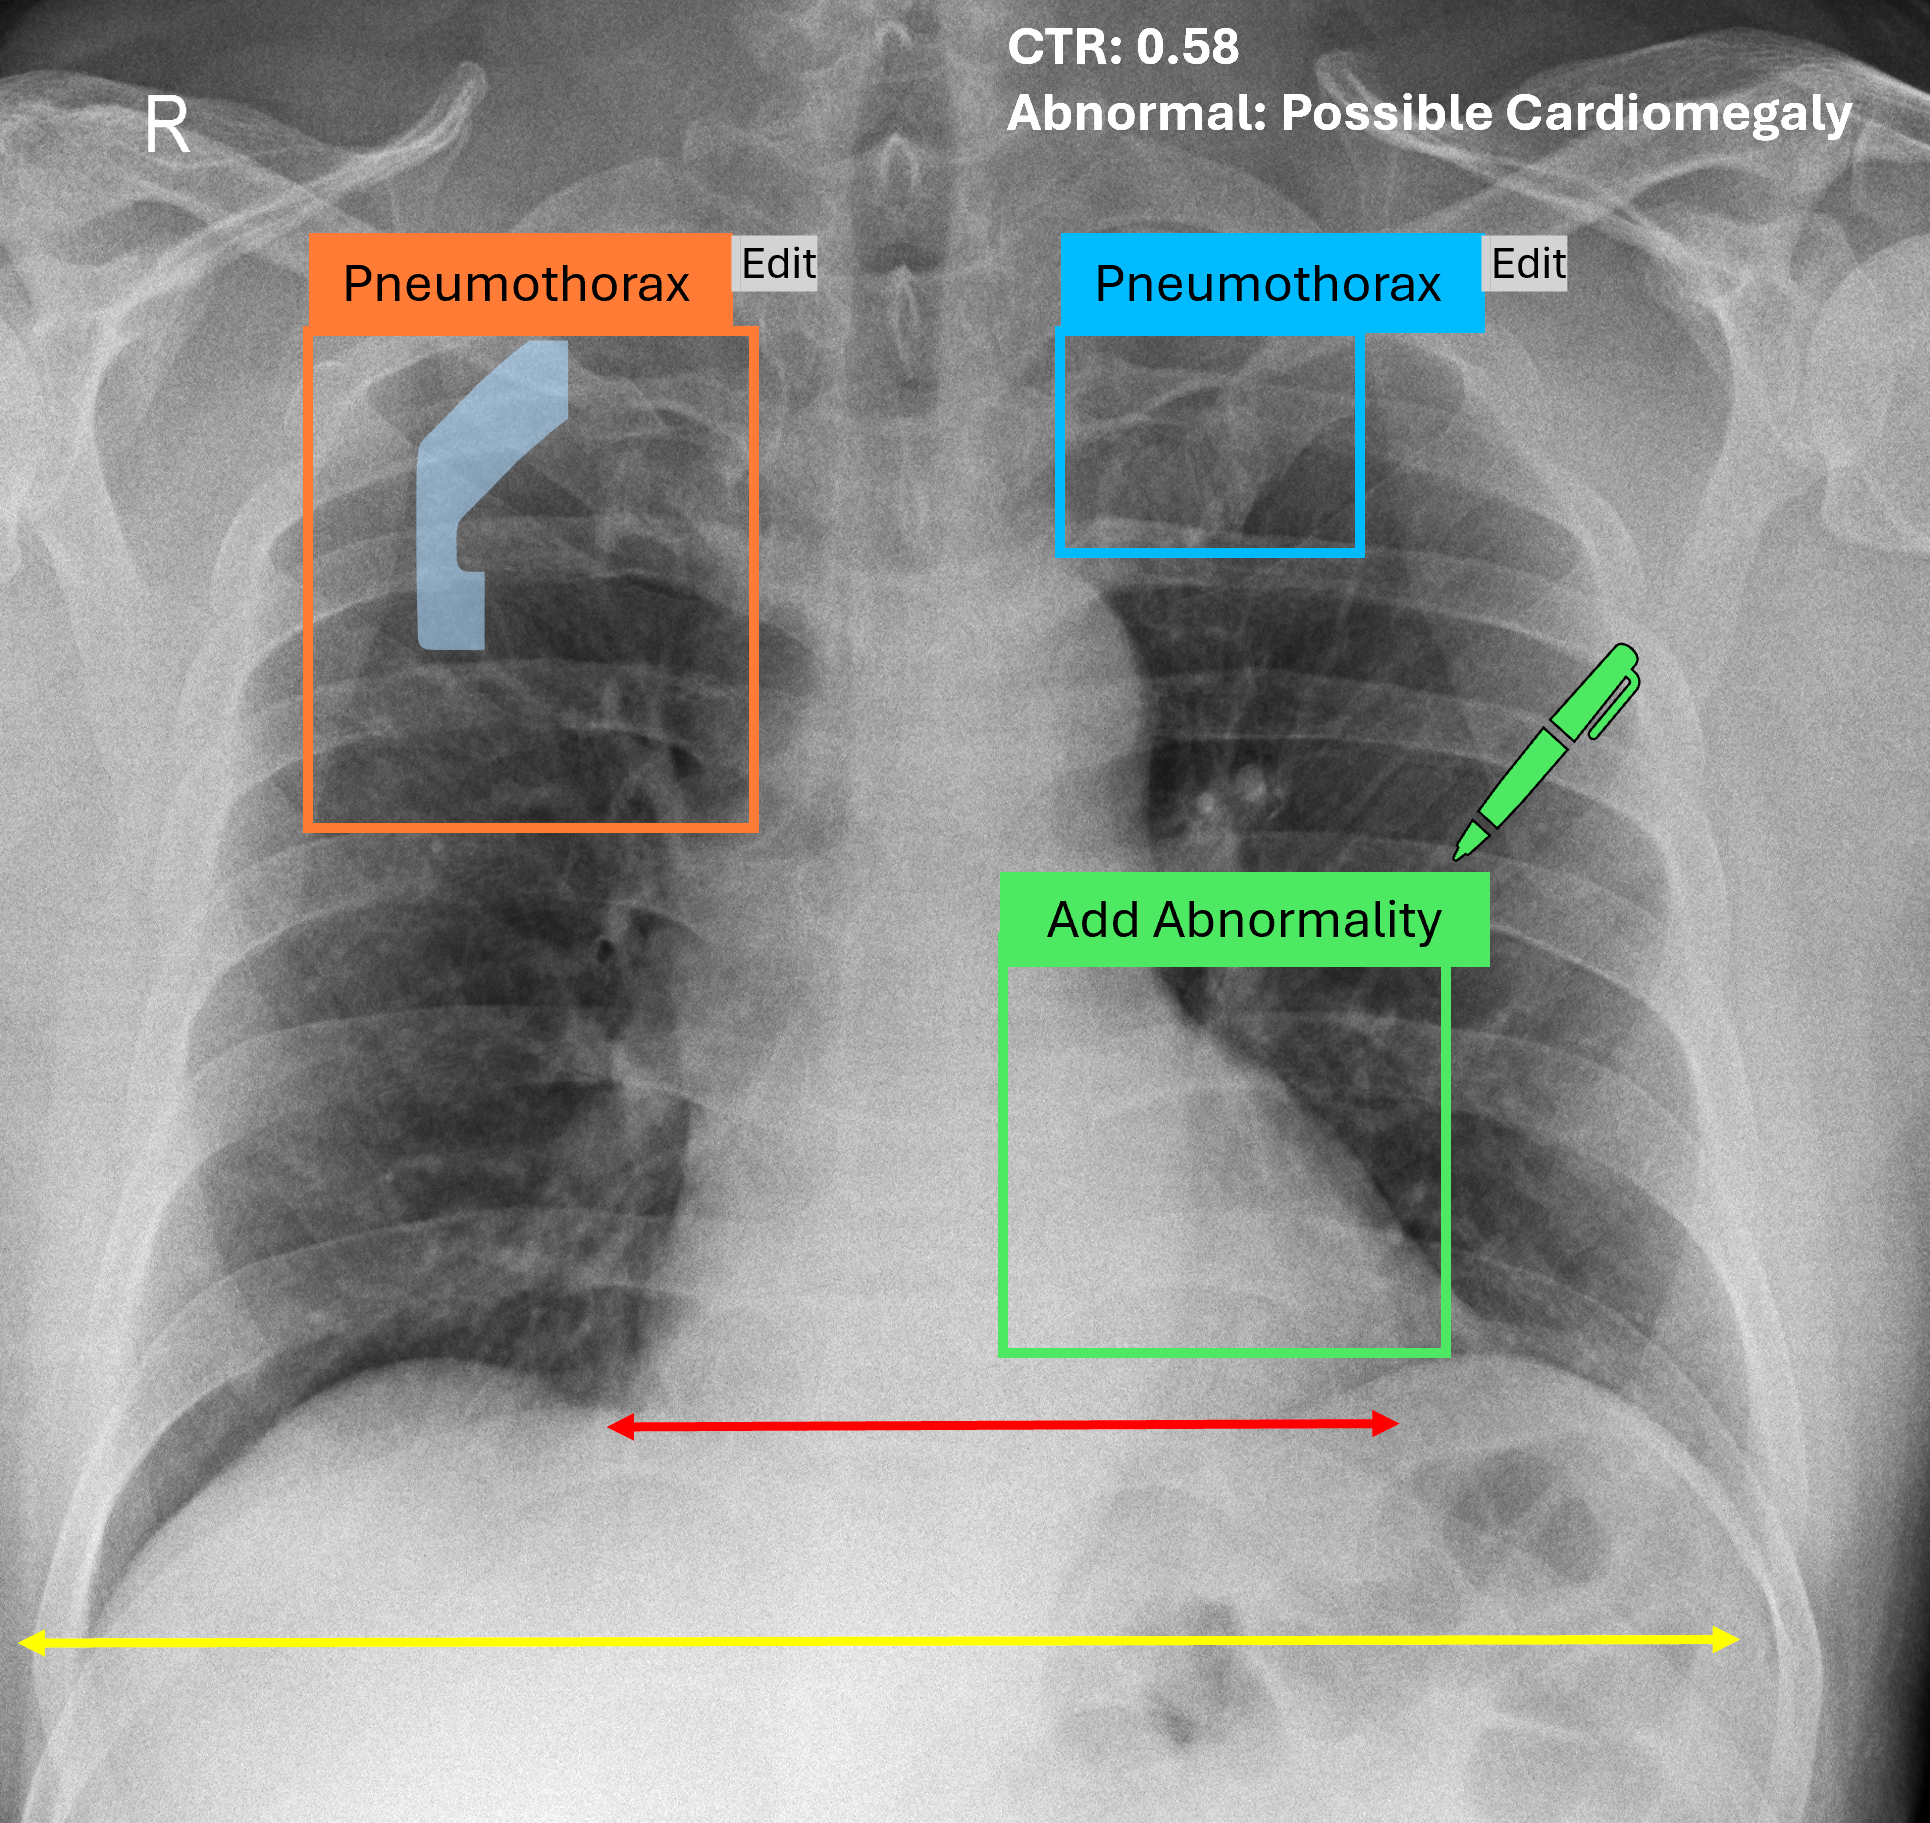 CTR: 0.58
Abnormal: Possible Cardiomegaly
R
Pneumothorax
Edit
Pneumothorax
Edit
Add Abnormality